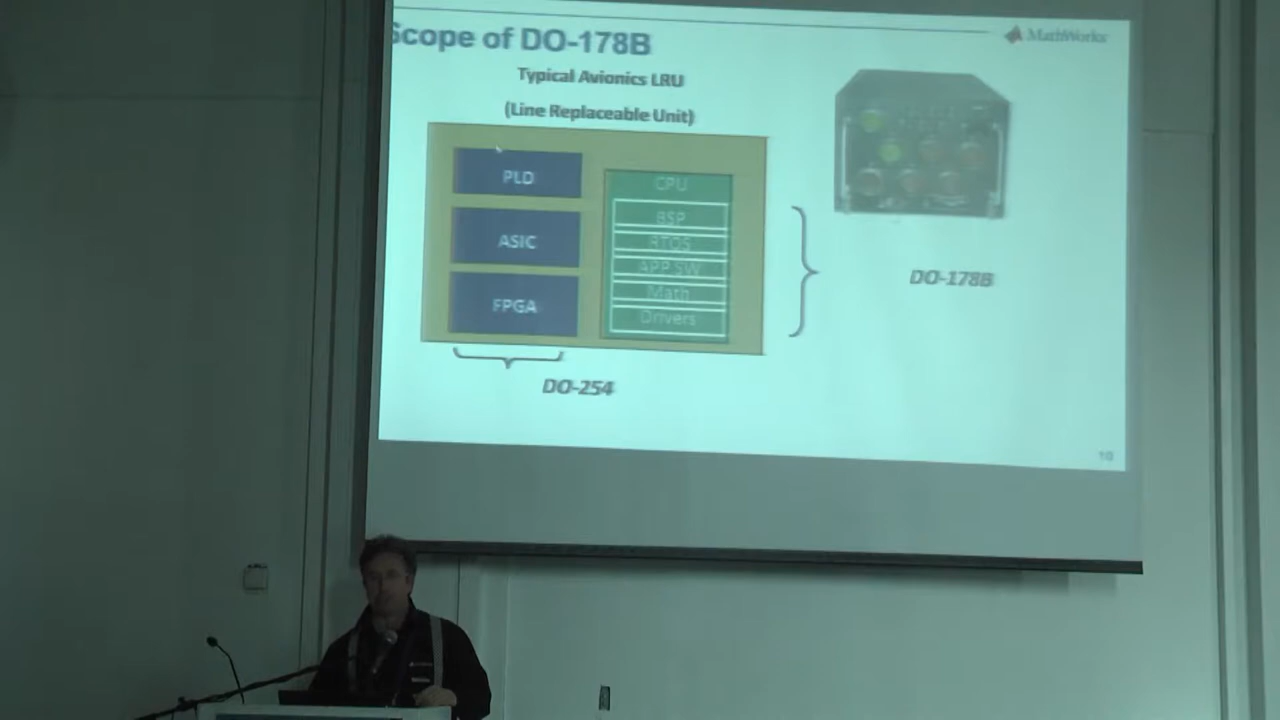 Scope of DO-178B
MathWorks
Typical Avionics LRU
(Line Replaceable Unit)
PLD
ASIC
FPGA
CPU
BSP
RTOS
APP SW
Math
Drivers
DO-178B
DO-254
10